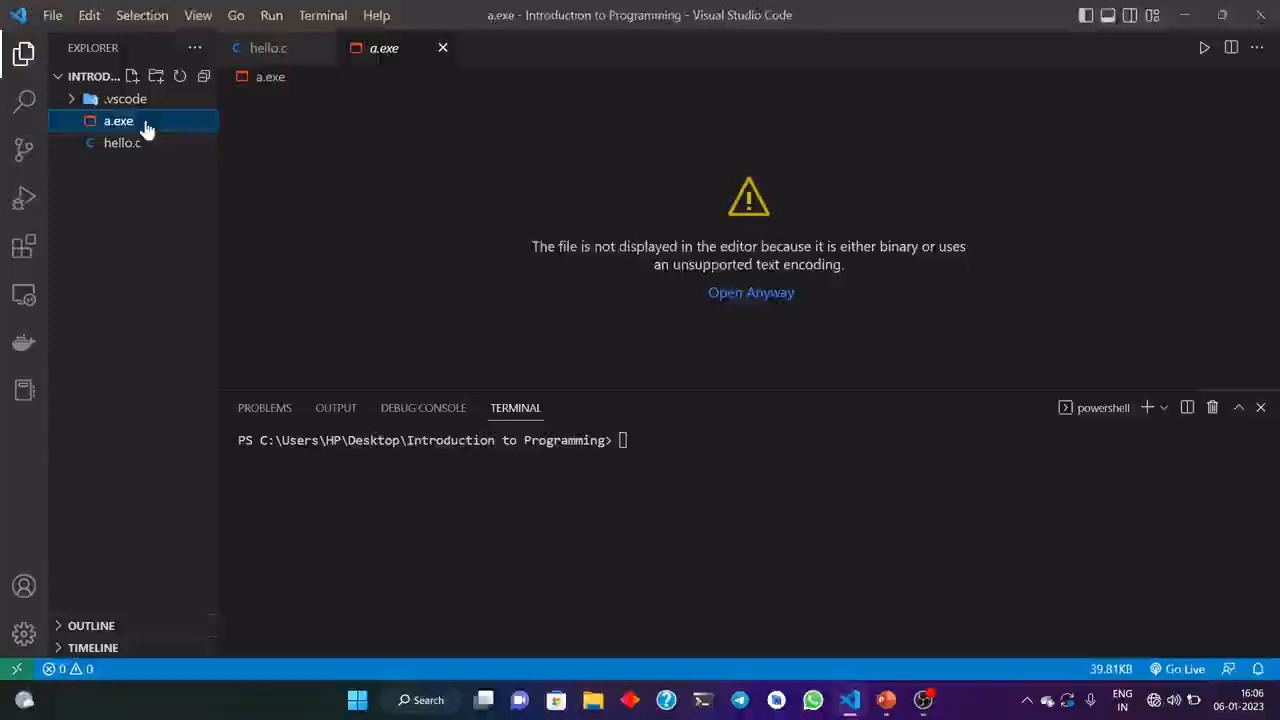 File Edit Selection View Go Run Terminal Help
a.exe - Introduction to Programming - Visual Studio Code
EXPLORER
INTROD...
.vscode
a.exe
hello.c
hello.c
a.exe
a.exe
The file is not displayed in the editor because it is either binary or uses
an unsupported text encoding.
Open Anyway
PROBLEMS OUTPUT DEBUG CONSOLE TERMINAL
powershell
PS C:\Users\HP\Desktop\Introduction to Programming>
OUTLINE
TIMELINE
0 0
39.81KB
Go Live
Search
ENG
IN
16:06
06-01-2023